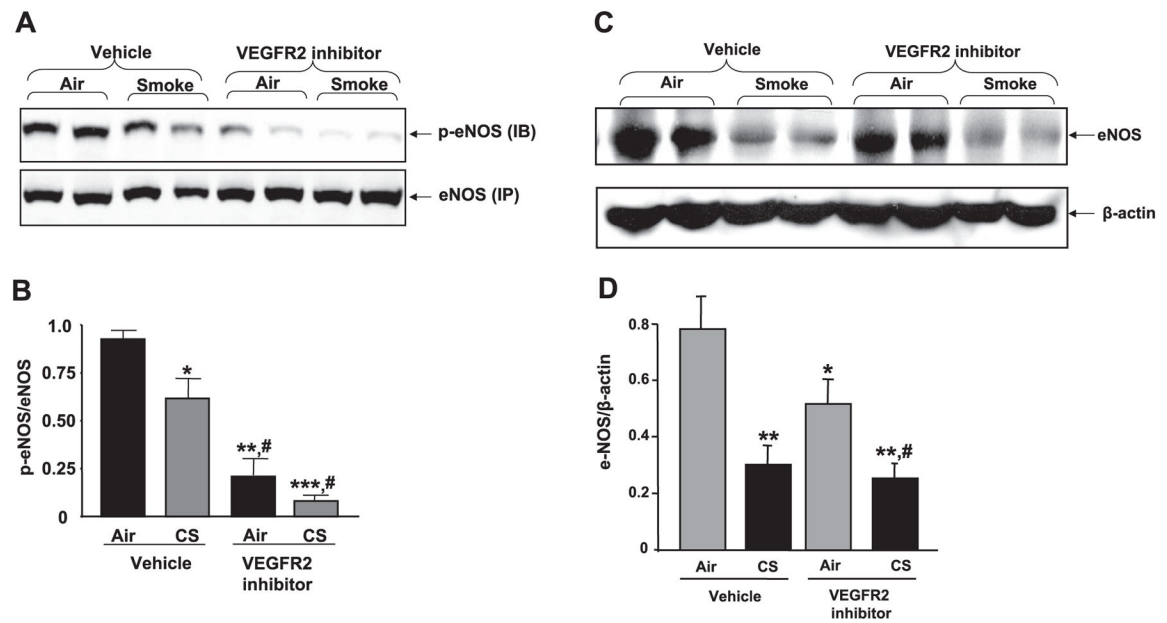 A
Vehicle
VEGFR2 inhibitor
Air
Smoke
Air
Smoke
p-eNOS (IB)
eNOS (IP)
B
p-eNOS/eNOS
1.0
0.75
0.50
0.25
0
*
**,#
***,#
Air
CS
Air
CS
Vehicle
VEGFR2
inhibitor
C
Vehicle
VEGFR2 inhibitor
Air
Smoke
Air
Smoke
eNOS
β-actin
D
e-NOS/β-actin
0.8
0.6
0.4
0.2
0
**
*
**,#
Air
CS
Air
CS
Vehicle
VEGFR2
inhibitor